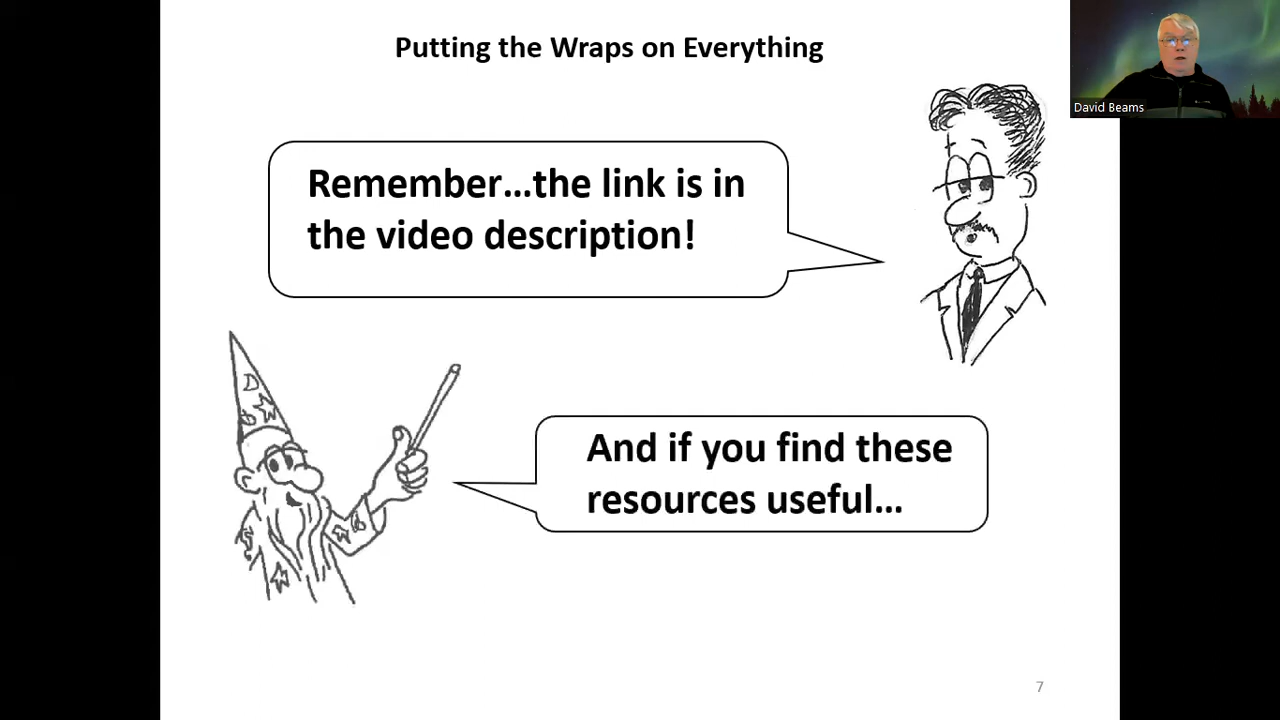 Putting the Wraps on Everything
David Beams
Remember...the link is in
the video description!
And if you find these
resources useful...
7